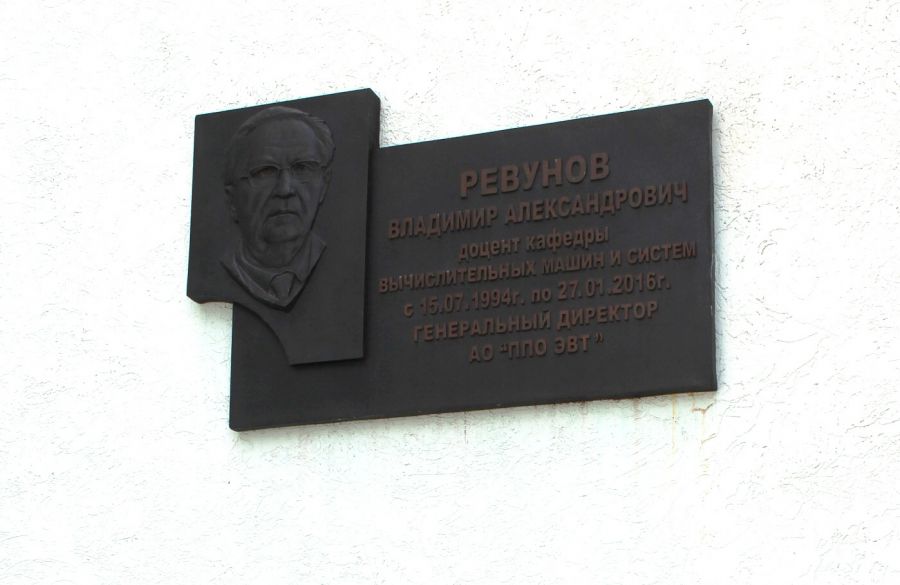 РЕВУНОВ
ВЛАДИМИР АЛЕКСАНДРОВИЧ
доцент кафедры
ВЫЧИСЛИТЕЛЬНЫХ МАШИН И СИСТЕМ
с 15.07.1994г. по 27.01.2016г.
ГЕНЕРАЛЬНЫЙ ДИРЕКТОР
АО "ППО ЭВТ"